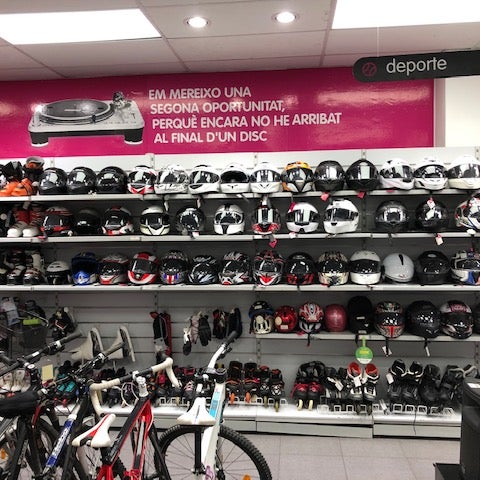 deporte
EM MEREIXO UNA
SEGONA OPORTUNITAT,
PERQUÈ ENCARA NO HE ARRIBAT
AL FINAL D'UN DISC